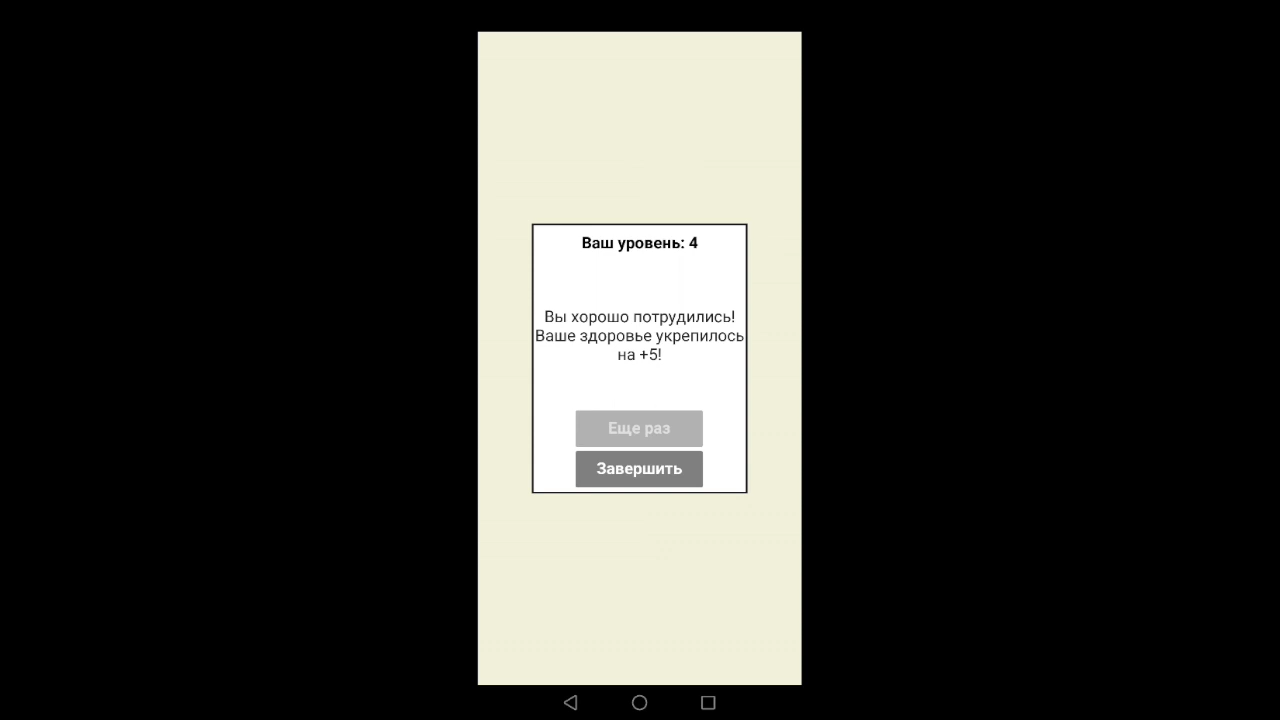 Ваш уровень: 4
Вы хорошо потрудились!
Ваше здоровье укрепилось
на +5!
Еще раз
Завершить